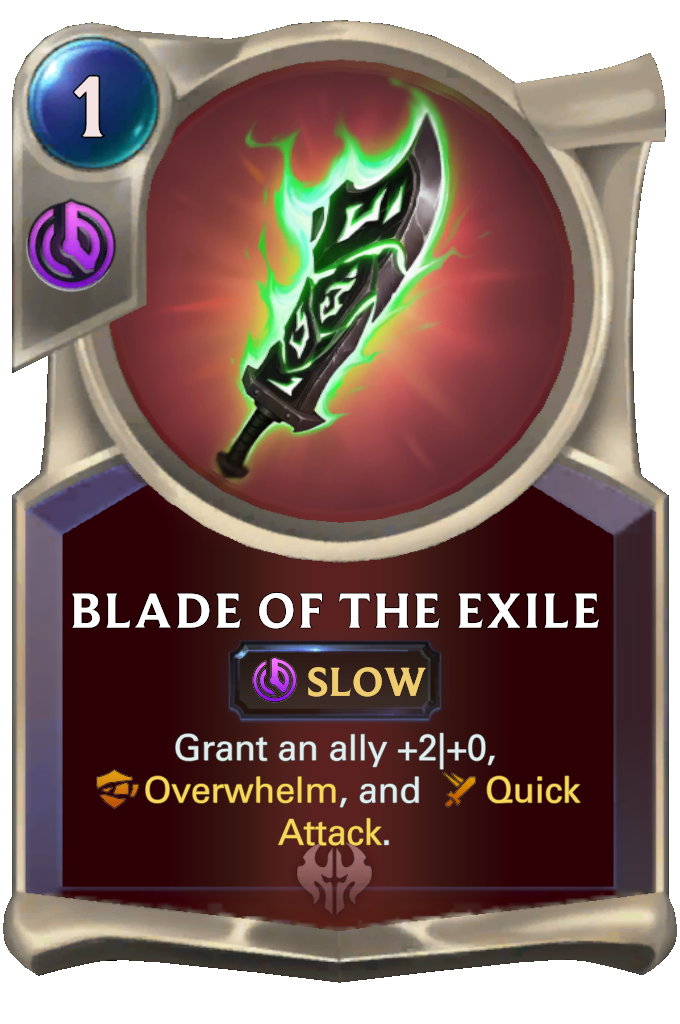 1
BLADE OF THE EXILE
SLOW
Grant an ally +2|+0,
Overwhelm, and Quick
Attack.